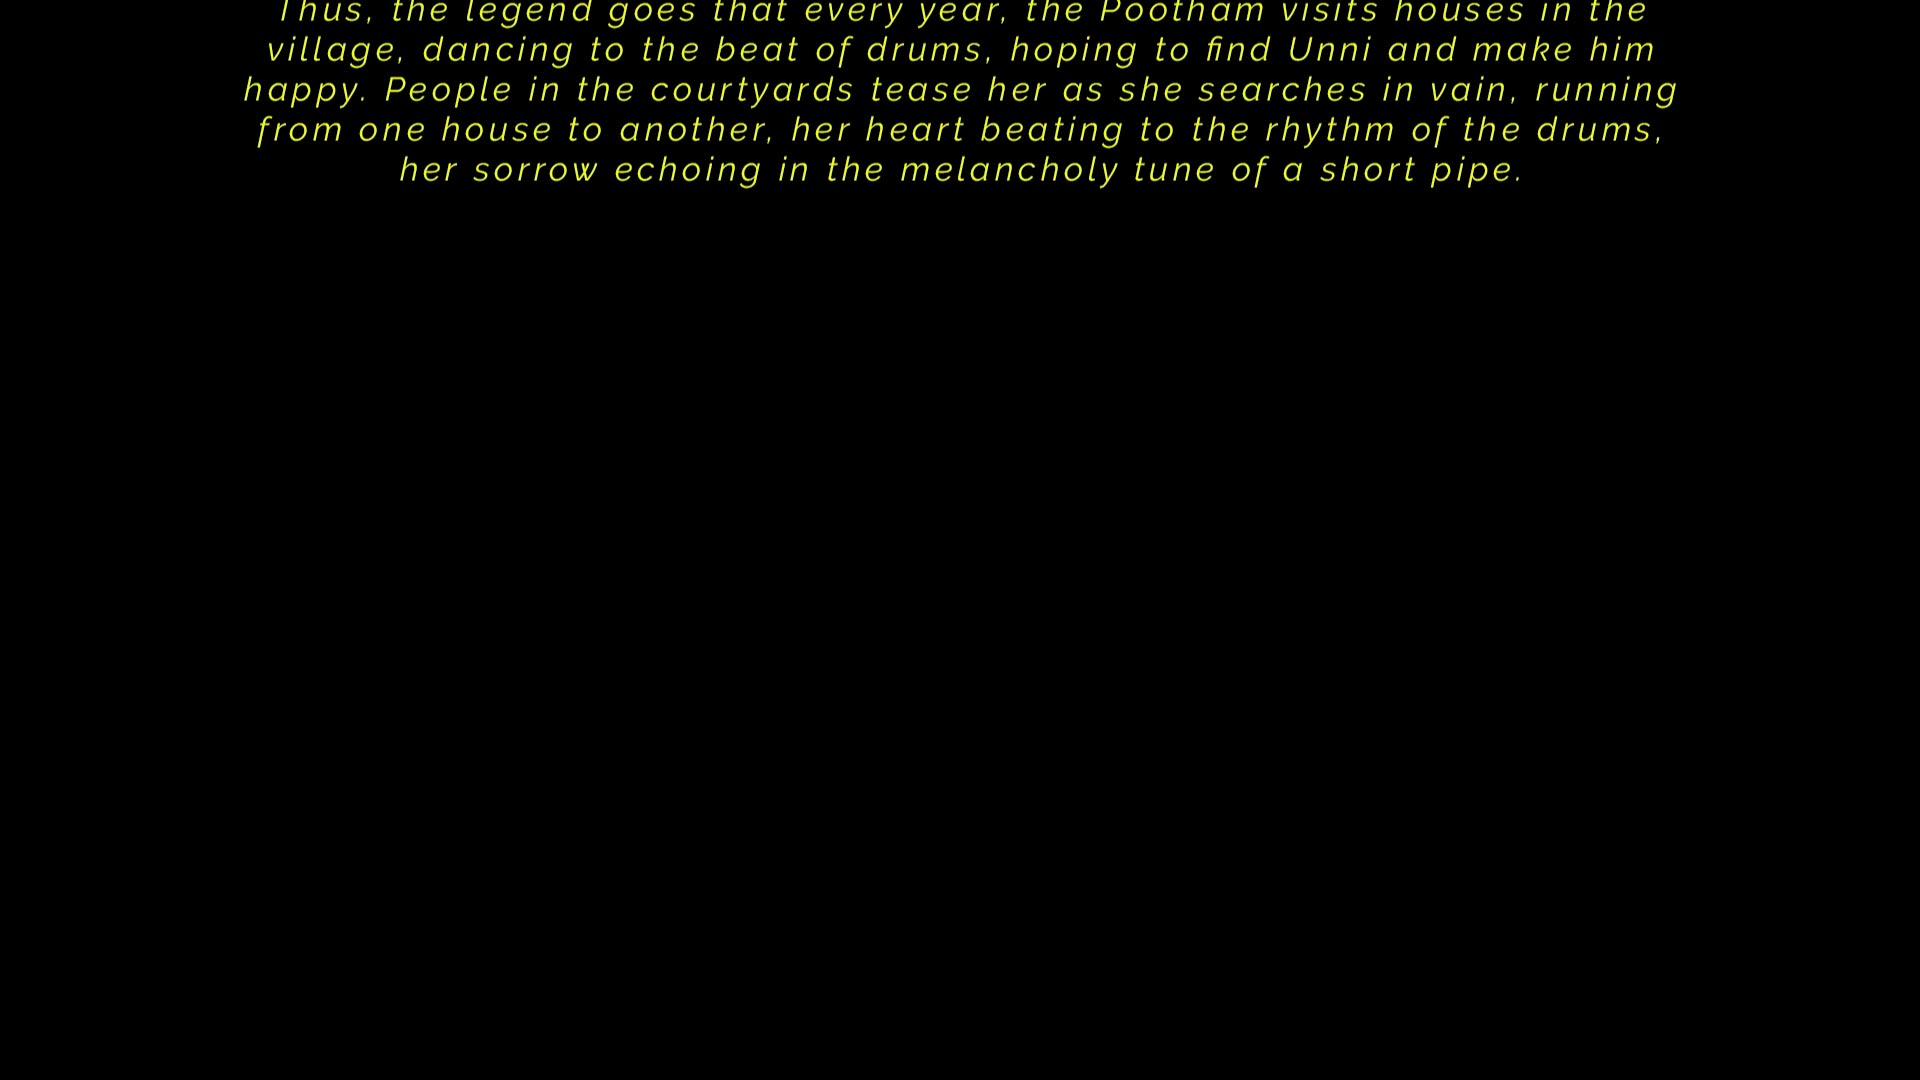 Thus, the legend goes that every year, the Pootham visits houses in the
village, dancing to the beat of drums, hoping to find Unni and make him
happy. People in the courtyards tease her as she searches in vain, running
from one house to another, her heart beating to the rhythm of the drums,
her sorrow echoing in the melancholy tune of a short pipe.